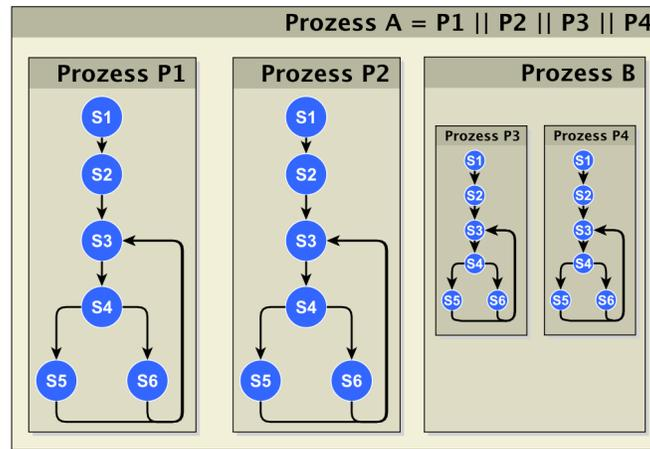 Prozess A = P1 || P2 || P3 || P4
Prozess P1
S1
S2
S3
S4
S5 S6
Prozess P2
S1
S2
S3
S4
S5 S6
Prozess B
Prozess P3
S1
S2
S3
S4
S5 S6
Prozess P4
S1
S2
S3
S4
S5 S6